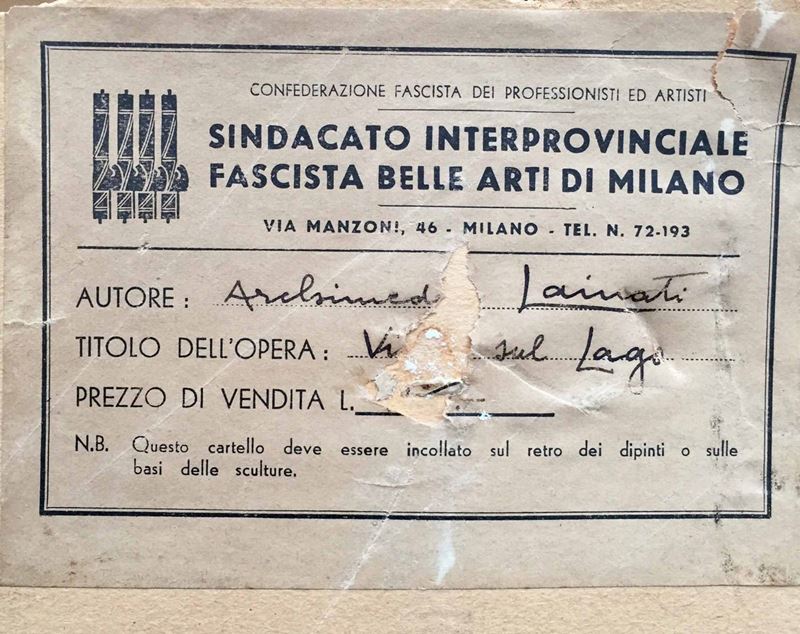 CONFEDERAZIONE FASCISTA DEI PROFESSIONISTI ED ARTISTI
SINDACATO INTERPROVINCIALE
FASCISTA BELLE ARTI DI MILANO
VIA MANZONI, 46 - MILANO - TEL. N. 72-193
AUTORE: Lainati
TITOLO DELL'OPERA: sul Lago
PREZZO DI VENDITA L.
N.B. Questo cartello deve essere incollato sul retro dei dipinti o sulle
basi delle sculture.